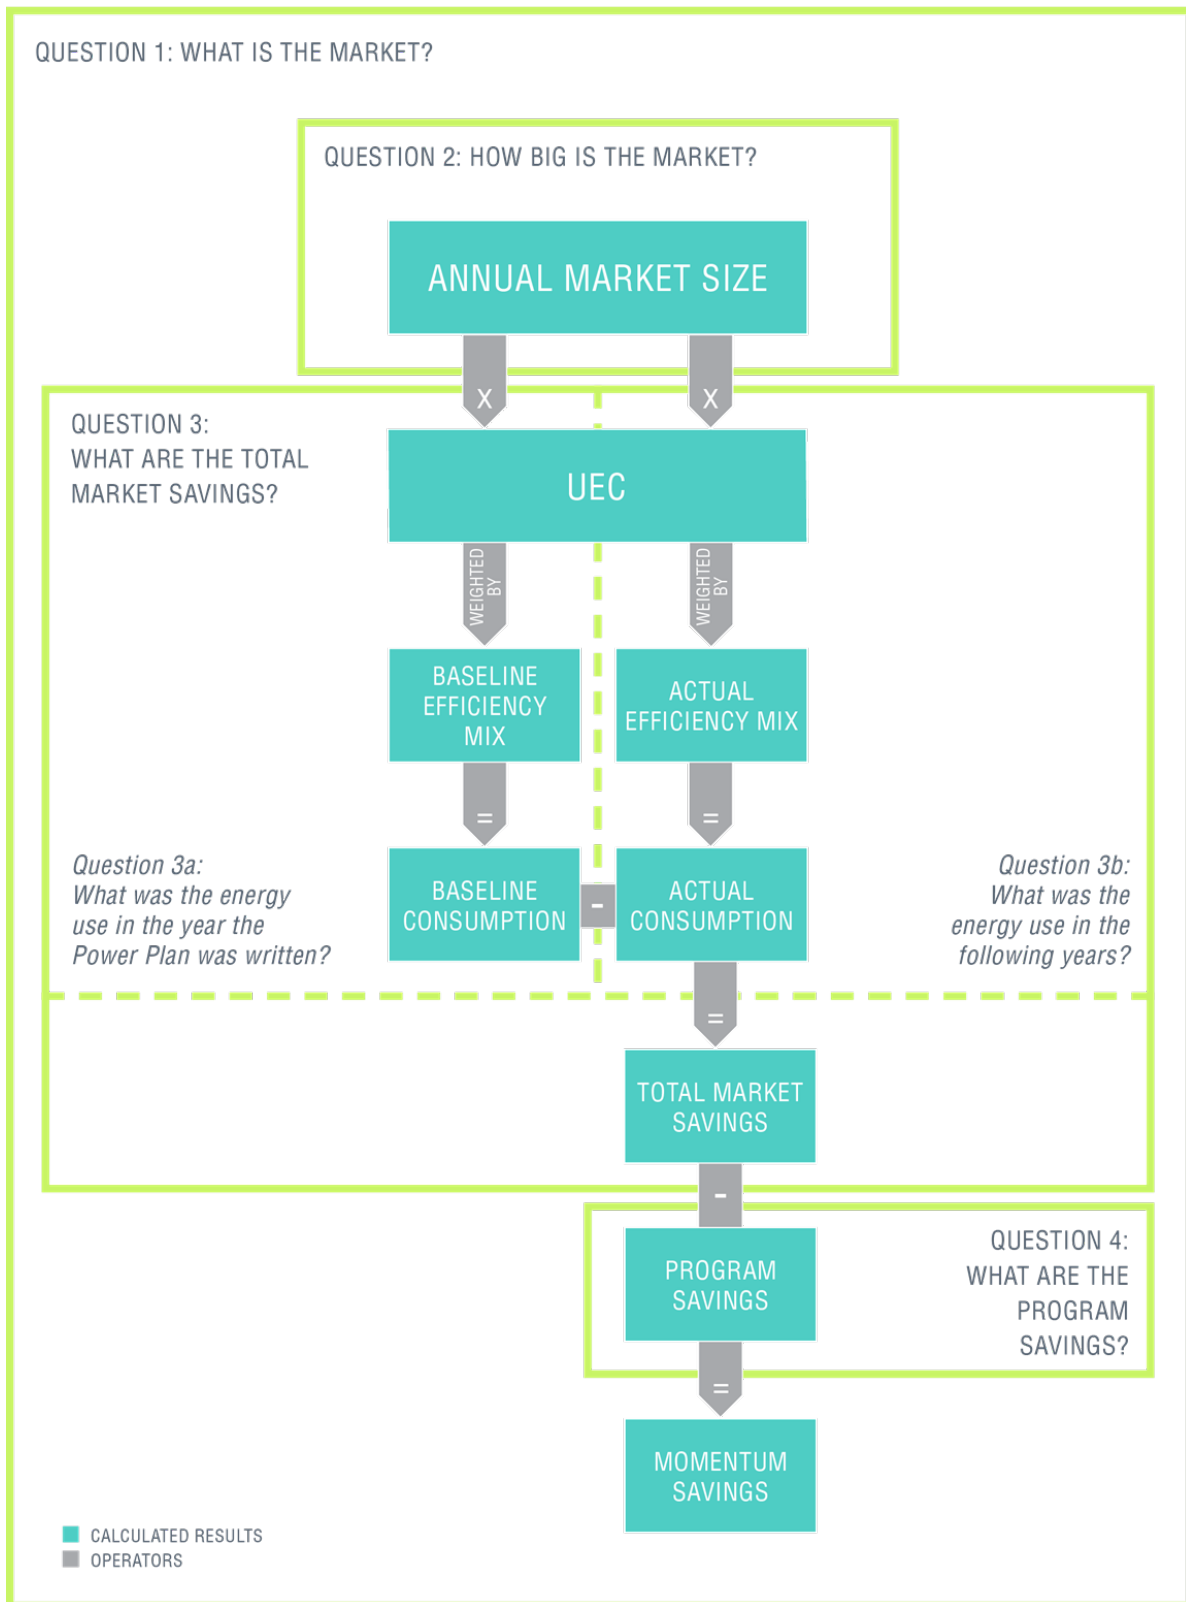 QUESTION 1: WHAT IS THE MARKET?
QUESTION 2: HOW BIG IS THE MARKET?
ANNUAL MARKET SIZE
X
X
QUESTION 3:
WHAT ARE THE TOTAL
MARKET SAVINGS?
UEC
WEIGHTED
BY
WEIGHTED
BY
BASELINE
EFFICIENCY
MIX
ACTUAL
EFFICIENCY MIX
=
=
Question 3a:
What was the energy
use in the year the
Power Plan was written?
BASELINE
CONSUMPTION
-
ACTUAL
CONSUMPTION
Question 3b:
What was the
energy use in the
following years?
=
TOTAL MARKET
SAVINGS
-
PROGRAM
SAVINGS
QUESTION 4:
WHAT ARE THE
PROGRAM
SAVINGS?
=
MOMENTUM
SAVINGS
CALCULATED RESULTS
OPERATORS